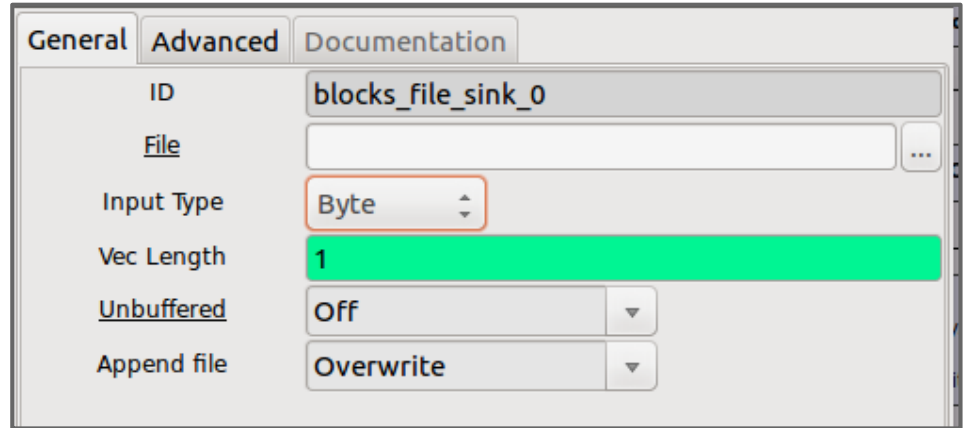 General Advanced Documentation
ID blocks_file_sink_0
File ...
Input Type Byte
Vec Length 1
Unbuffered Off
Append file Overwrite